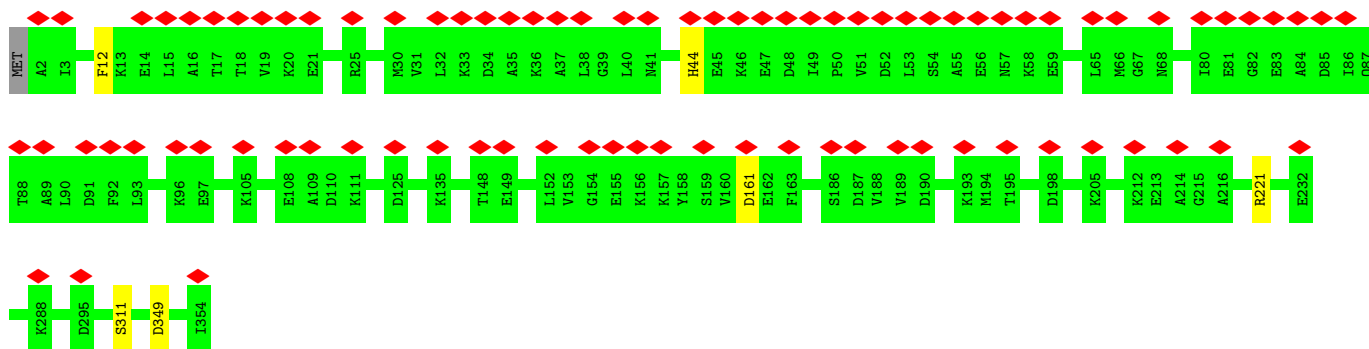 MET A2 I3 F12 K13 E14 L15 A16 T17 T18 V19 K20 E21 R25 M30 V31 L32 K33 D34 A35 K36 A37 L38 G39 L40 N41 H44 E45 K46 E47 D48 I49 P50 V51 D52 L53 S54 A55 E56 N57 K58 E59 L65 M66 G67 N68 I80 E81 G82 E83 A84 D85 I86 Q87
T88 A89 L90 D91 F92 L93 K96 E97 K105 E108 A109 D110 K111 D125 K135 T148 E149 L152 V153 G154 E155 K156 K157 Y158 S159 V160 D161 E162 F163 S186 D187 V188 V189 D190 K193 M194 T195 D198 K205 K212 E213 A214 G215 A216 R221 E232
K288 D295 S311 D349 I354